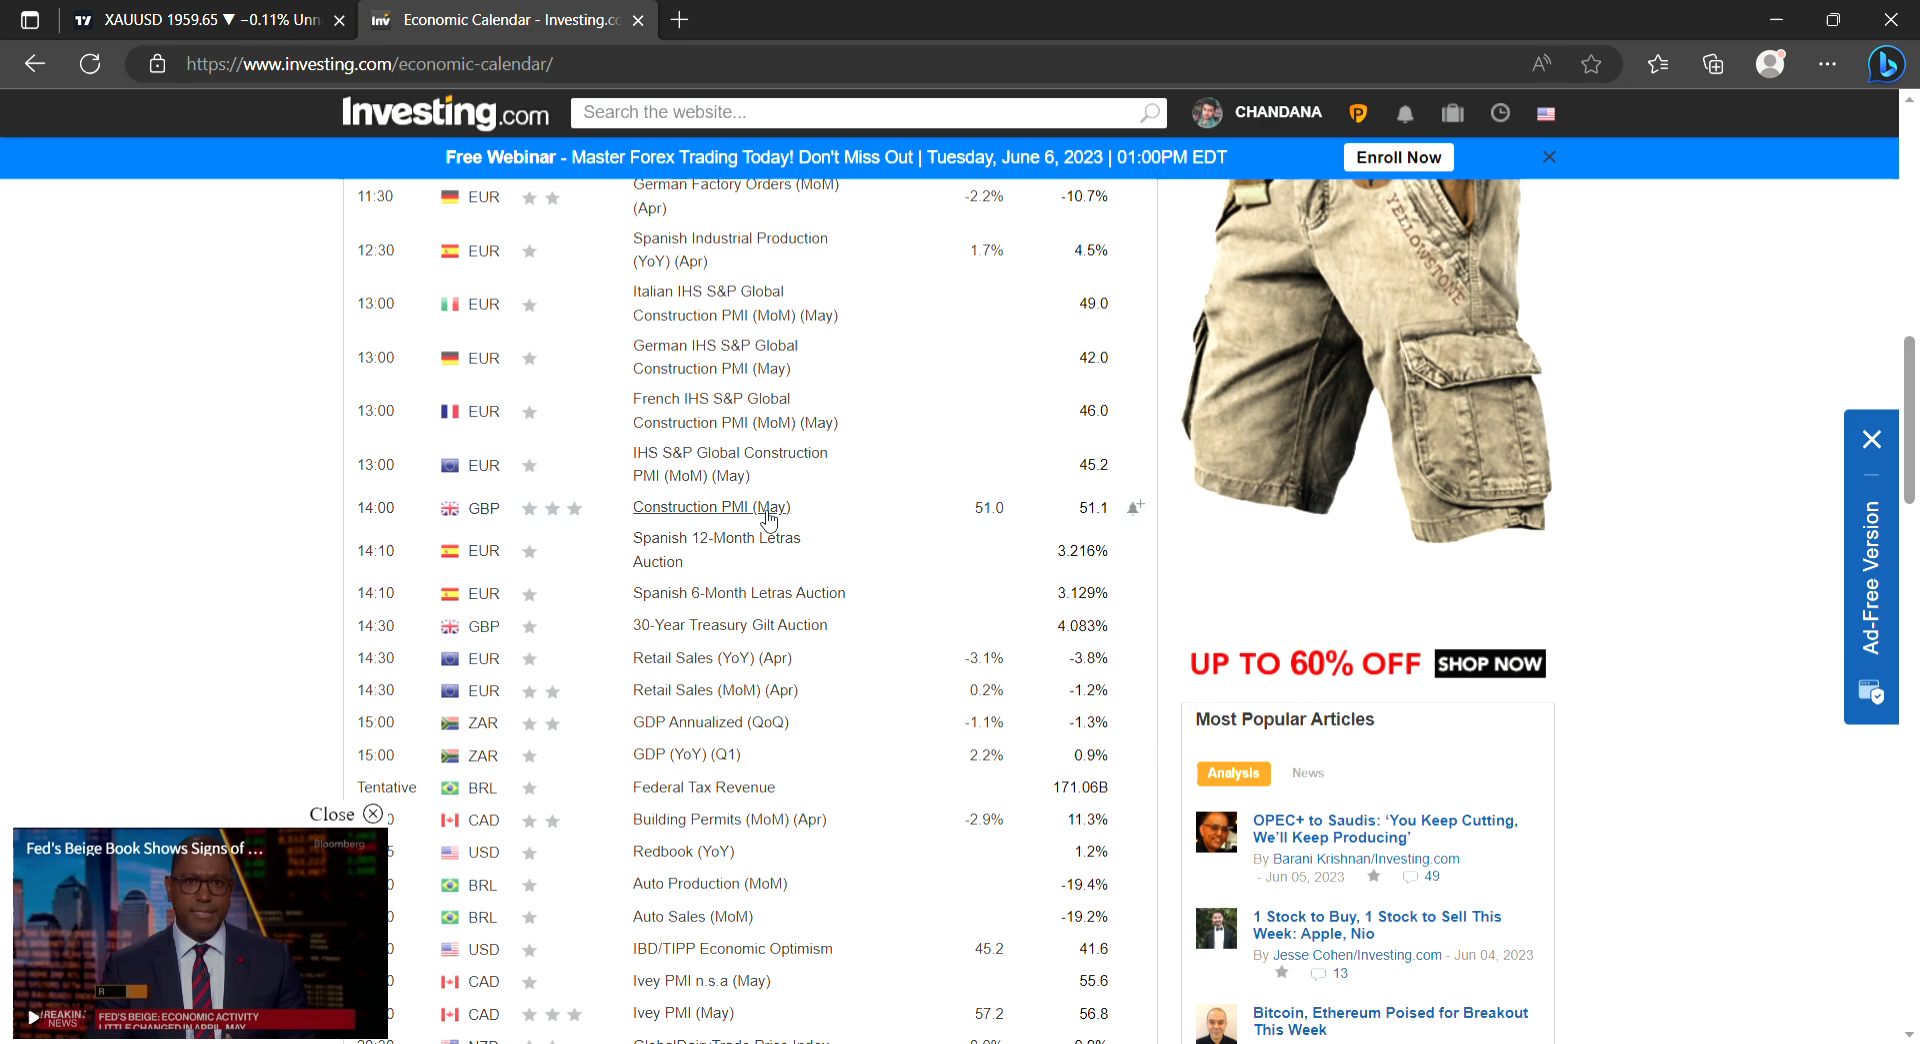 XAUUSD 1959.65 ▼ −0.11% Unn
Economic Calendar - Investing.cc
https://www.investing.com/economic-calendar/
Investing.com
Search the website...
CHANDANA
Free Webinar - Master Forex Trading Today! Don't Miss Out | Tuesday, June 6, 2023 | 01:00PM EDT
Enroll Now
11:30 EUR German Factory Orders (MoM) -2.2% -10.7%
(Apr)
12:30 EUR Spanish Industrial Production 1.7% 4.5%
(YoY) (Apr)
13:00 EUR Italian IHS S&P Global 49.0
Construction PMI (MoM) (May)
13:00 EUR German IHS S&P Global 42.0
Construction PMI (May)
13:00 EUR French IHS S&P Global 46.0
Construction PMI (MoM) (May)
13:00 EUR IHS S&P Global Construction 45.2
PMI (MoM) (May)
14:00 GBP Construction PMI (May) 51.0 51.1
14:10 EUR Spanish 12-Month Letras 3.216%
Auction
14:10 EUR Spanish 6-Month Letras Auction 3.129%
14:30 GBP 30-Year Treasury Gilt Auction 4.083%
14:30 EUR Retail Sales (YoY) (Apr) -3.1% -3.8%
14:30 EUR Retail Sales (MoM) (Apr) 0.2% -1.2%
15:00 ZAR GDP Annualized (QoQ) -1.1% -1.3%
15:00 ZAR GDP (YoY) (Q1) 2.2% 0.9%
Tentative BRL Federal Tax Revenue 171.06B
0 CAD Building Permits (MoM) (Apr) -2.9% 11.3%
5 USD Redbook (YoY) 1.2%
0 BRL Auto Production (MoM) -19.4%
0 BRL Auto Sales (MoM) -19.2%
0 USD IBD/TIPP Economic Optimism 45.2 41.6
0 CAD Ivey PMI n.s.a (May) 55.6
0 CAD Ivey PMI (May) 57.2 56.8
Close
Fed's Beige Book Shows Signs of ...
Bloomberg
R
REAKIN.
NEWS
FED'S BEIGE: ECONOMIC ACTIVITY
LITTLE CHANGED IN APRIL, MAY
YELLOWSTONE
UP TO 60% OFF
SHOP NOW
Ad-Free Version
Most Popular Articles
Analysis
News
OPEC+ to Saudis: ‘You Keep Cutting,
We’ll Keep Producing’
By Barani Krishnan/Investing.com
- Jun 05, 2023 49
1 Stock to Buy, 1 Stock to Sell This
Week: Apple, Nio
By Jesse Cohen/Investing.com - Jun 04, 2023
13
Bitcoin, Ethereum Poised for Breakout
This Week